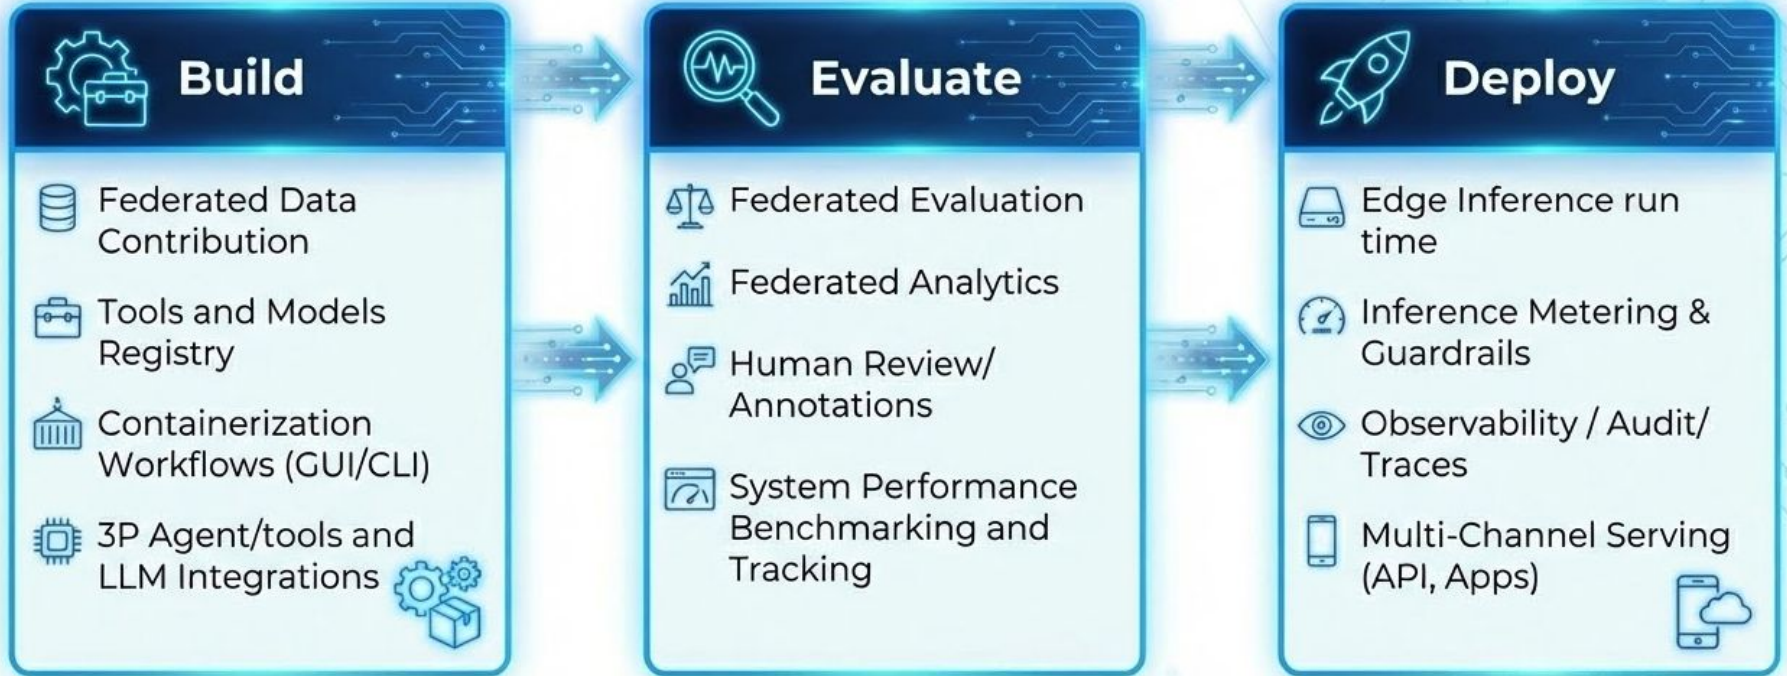 Build
Federated Data
Contribution
Tools and Models
Registry
Containerization
Workflows (GUI/CLI)
3P Agent/tools and
LLM Integrations
Evaluate
Federated Evaluation
Federated Analytics
Human Review/
Annotations
System Performance
Benchmarking and
Tracking
Deploy
Edge Inference run
time
Inference Metering &
Guardrails
Observability / Audit/
Traces
Multi-Channel Serving
(API, Apps)